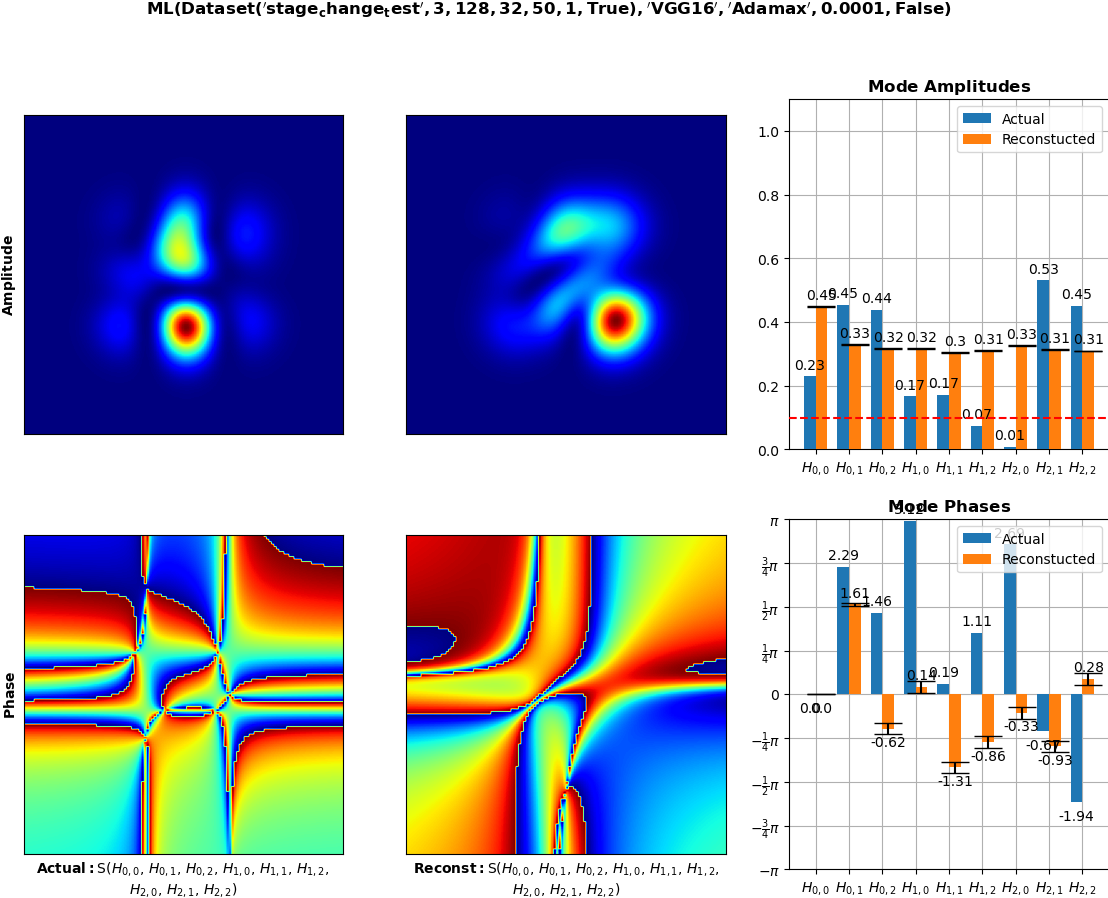 ML(Dataset('stage_change_test', 3, 128, 32, 50, 1, True), 'VGG16', 'Adamax', 0.0001, False)
Amplitude
Mode Amplitudes
Actual
Reconstucted
1.0
0.8
0.6
0.4
0.2
0.0
0.23 0.45 0.44 0.17 0.17 0.07 0.01 0.53 0.45
0.45 0.33 0.32 0.32 0.3 0.31 0.33 0.31 0.31
H0,0 H0,1 H0,2 H1,0 H1,1 H1,2 H2,0 H2,1 H2,2
Phase
Mode Phases
Actual
Reconstucted
π
3/4π
1/2π
1/4π
0
−1/4π
−1/2π
−3/4π
−π
0.0 2.29 1.46 3.12 0.19 1.11 2.69 -0.67 -1.94
0.0 1.61 -0.62 0.14 -1.31 -0.86 -0.33 -0.93 0.28
H0,0 H0,1 H0,2 H1,0 H1,1 H1,2 H2,0 H2,1 H2,2
Actual: S(H0,0, H0,1, H0,2, H1,0, H1,1, H1,2,
H2,0, H2,1, H2,2)
Reconst: S(H0,0, H0,1, H0,2, H1,0, H1,1, H1,2,
H2,0, H2,1, H2,2)